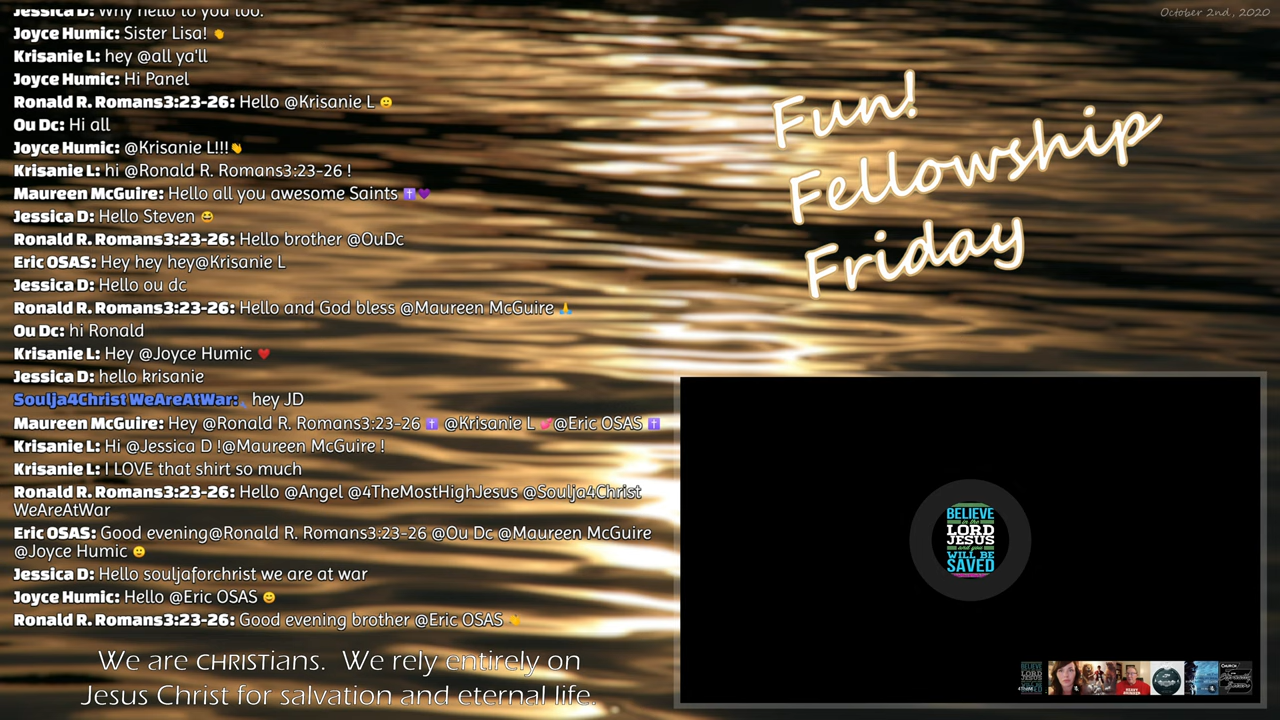 Jessica D: Why hello to you too.
Joyce Humic: Sister Lisa!
Krisanie L: hey @all ya'll
Joyce Humic: Hi Panel
Ronald R. Romans3:23-26: Hello @Krisanie L
Ou Dc: Hi all
Joyce Humic: @Krisanie L!!!
Krisanie L: hi @Ronald R. Romans3:23-26 !
Maureen McGuire: Hello all you awesome Saints
Jessica D: Hello Steven
Ronald R. Romans3:23-26: Hello brother @OuDc
Eric OSAS: Hey hey hey@Krisanie L
Jessica D: Hello ou dc
Ronald R. Romans3:23-26: Hello and God bless @Maureen McGuire
Ou Dc: hi Ronald
Krisanie L: Hey @Joyce Humic
Jessica D: hello krisanie
Soulja4Christ WeAreAtWar: hey JD
Maureen McGuire: Hey @Ronald R. Romans3:23-26 @Krisanie L @Eric OSAS
Krisanie L: Hi @Jessica D !@Maureen McGuire !
Krisanie L: I LOVE that shirt so much
Ronald R. Romans3:23-26: Hello @Angel @4TheMostHighJesus @Soulja4Christ
WeAreAtWar
Eric OSAS: Good evening@Ronald R. Romans3:23-26 @Ou Dc @Maureen McGuire
@Joyce Humic
Jessica D: Hello souljaforchrist we are at war
Joyce Humic: Hello @Eric OSAS
Ronald R. Romans3:23-26: Good evening brother @Eric OSAS
We are CHRISTians. We rely entirely on
Jesus Christ for salvation and eternal life.
October 2nd, 2020
Fun!
Fellowship
Friday
BELIEVE
in the
LORD
JESUS
and you
WILL BE
SAVED